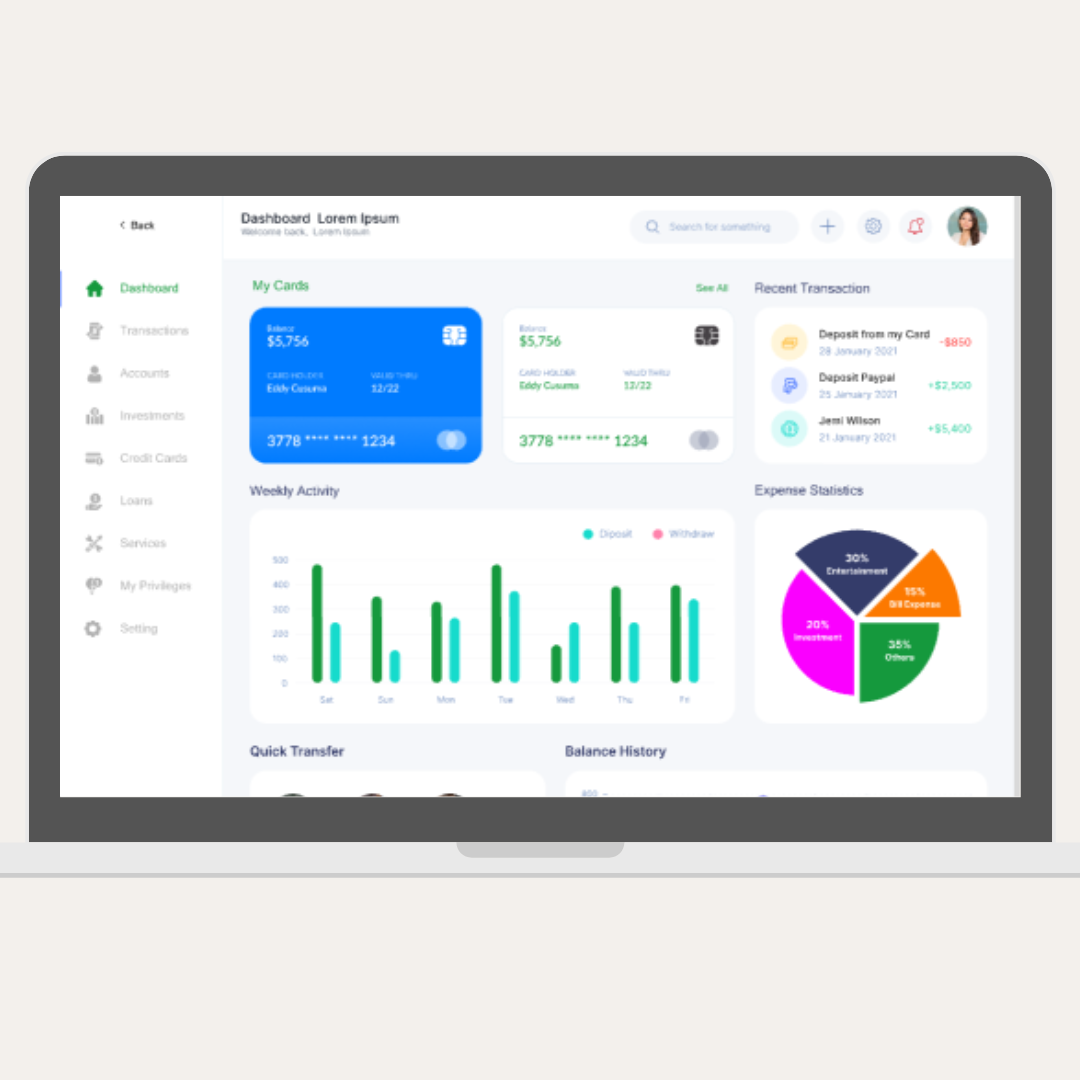 Back
Dashboard
Transactions
Accounts
Investments
Credit Cards
Loans
Services
My Privileges
Setting
Dashboard Lorem Ipsum
Welcome back, Lorem Ipsum
Search for something
My Cards
See All
Balance
$5,756
CARD HOLDER VALID THRU
Eddy Cusuma 12/22
3778 **** **** 1234
Balance
$5,756
CARD HOLDER VALID THRU
Eddy Cusuma 12/22
3778 **** **** 1234
Recent Transaction
Deposit from my Card
28 January 2021
-$850
Deposit Paypal
25 January 2021
+$2,500
Jemi Wilson
21 January 2021
+$5,400
Weekly Activity
Diposit Withdraw
500
400
300
200
100
0
Sat Sun Mon Tue Wed Thu Fri
Expense Statistics
30%
Entertainment
15%
Bill Expense
20%
Investment
35%
Others
Quick Transfer
Balance History
800